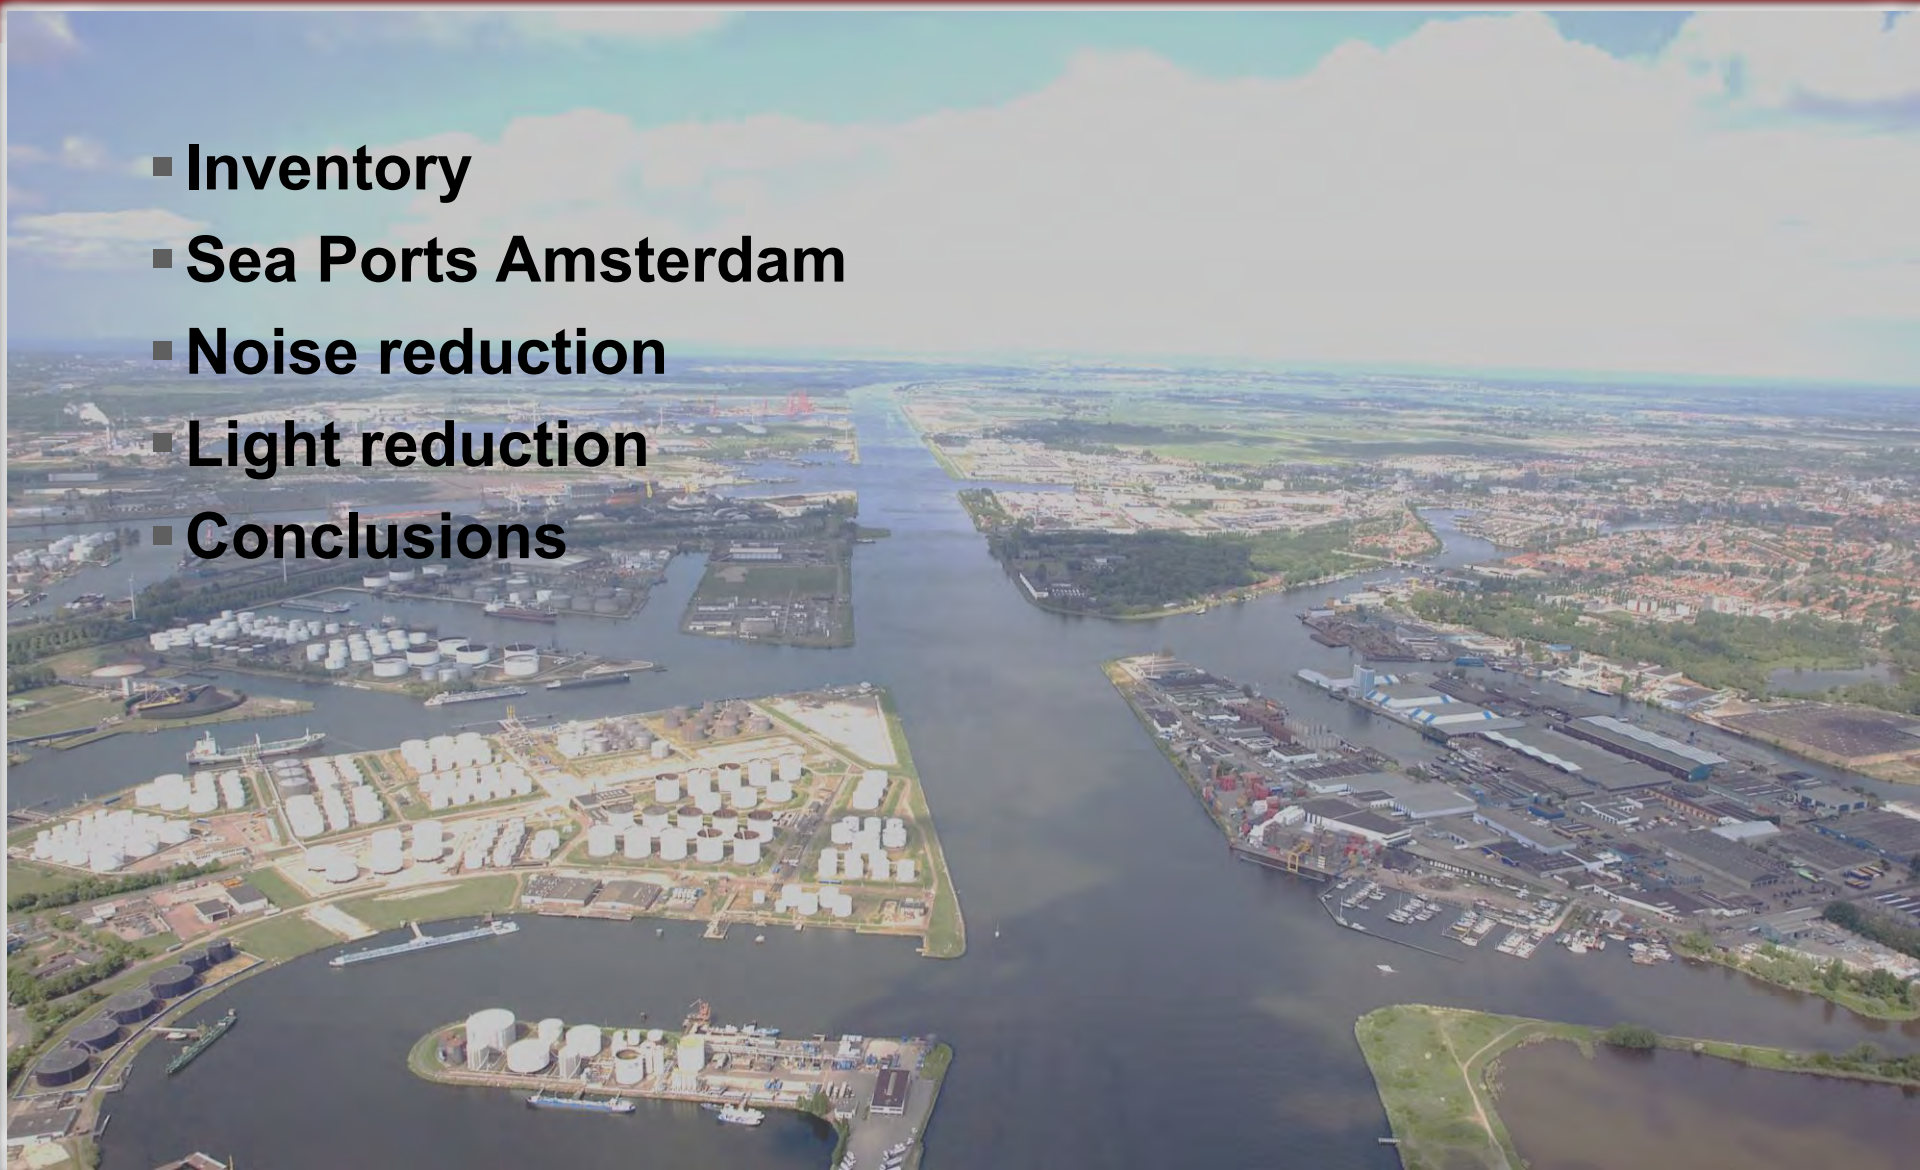 Inventory
Sea Ports Amsterdam
Noise reduction
Light reduction
Conclusions